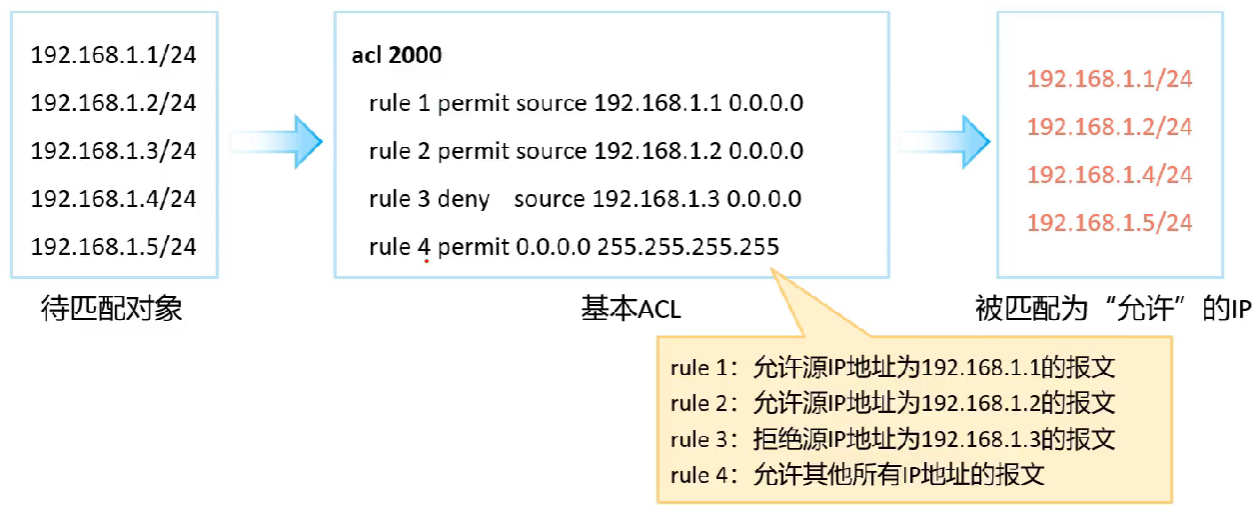 192.168.1.1/24
192.168.1.2/24
192.168.1.3/24
192.168.1.4/24
192.168.1.5/24
待匹配对象
acl 2000
rule 1 permit source 192.168.1.1 0.0.0.0
rule 2 permit source 192.168.1.2 0.0.0.0
rule 3 deny source 192.168.1.3 0.0.0.0
rule 4 permit 0.0.0.0 255.255.255.255
基本ACL
192.168.1.1/24
192.168.1.2/24
192.168.1.4/24
192.168.1.5/24
被匹配为“允许”的IP
rule 1：允许源IP地址为192.168.1.1的报文
rule 2：允许源IP地址为192.168.1.2的报文
rule 3：拒绝源IP地址为192.168.1.3的报文
rule 4：允许其他所有IP地址的报文